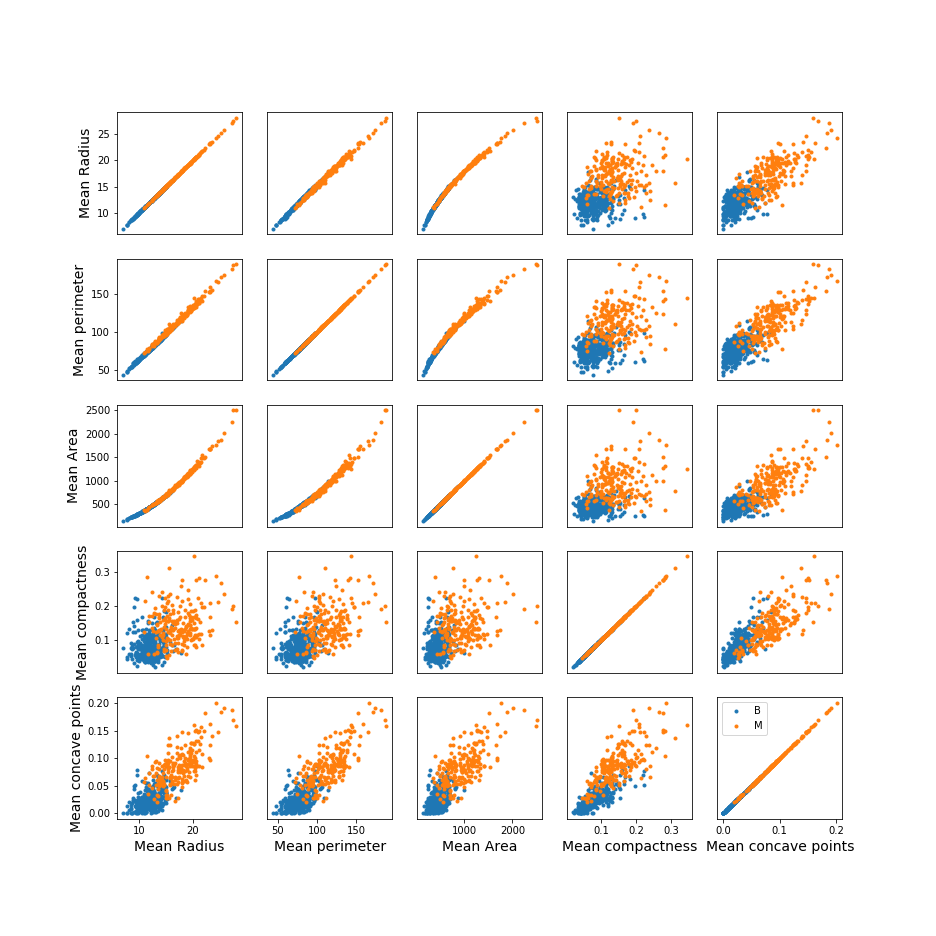 Mean Radius
25
20
15
10
Mean perimeter
150
100
50
Mean Area
2500
2000
1500
1000
500
Mean compactness
0.3
0.2
0.1
Mean concave points
0.20
0.15
0.10
0.05
0.00
B
M
10 20 50 100 150 1000 2000 0.1 0.2 0.3 0.0 0.1 0.2
Mean Radius Mean perimeter Mean Area Mean compactness Mean concave points